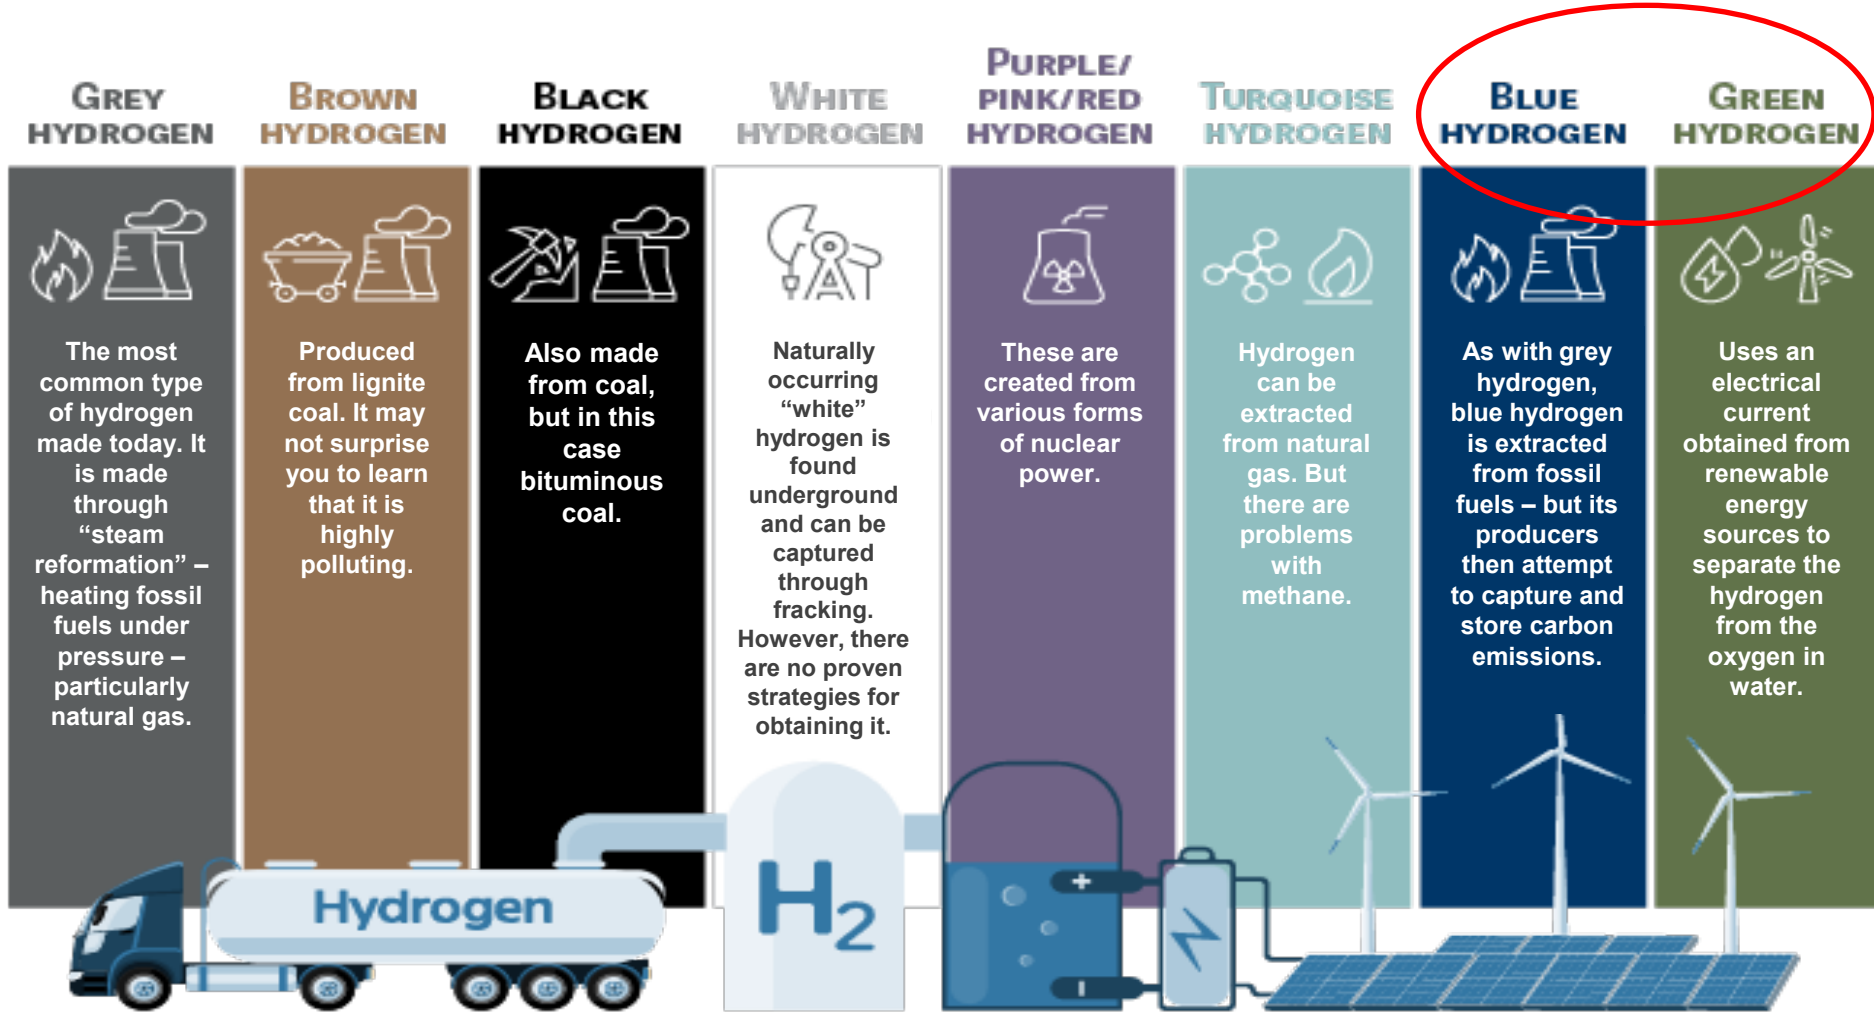 GREY
HYDROGEN
The most
common type
of hydrogen
made today. It
is made
through
“steam
reformation” –
heating fossil
fuels under
pressure –
particularly
natural gas.
BROWN
HYDROGEN
Produced
from lignite
coal. It may
not surprise
you to learn
that it is
highly
polluting.
BLACK
HYDROGEN
Also made
from coal,
but in this
case
bituminous
coal.
WHITE
HYDROGEN
Naturally
occurring
“white”
hydrogen is
found
underground
and can be
captured
through
fracking.
However, there
are no proven
strategies for
obtaining it.
PURPLE/
PINK/RED
HYDROGEN
These are
created from
various forms
of nuclear
power.
TURQUOISE
HYDROGEN
Hydrogen
can be
extracted
from natural
gas. But
there are
problems
with
methane.
BLUE
HYDROGEN
As with grey
hydrogen,
blue hydrogen
is extracted
from fossil
fuels – but its
producers
then attempt
to capture and
store carbon
emissions.
GREEN
HYDROGEN
Uses an
electrical
current
obtained from
renewable
energy
sources to
separate the
hydrogen
from the
oxygen in
water.
Hydrogen
H2
+
-